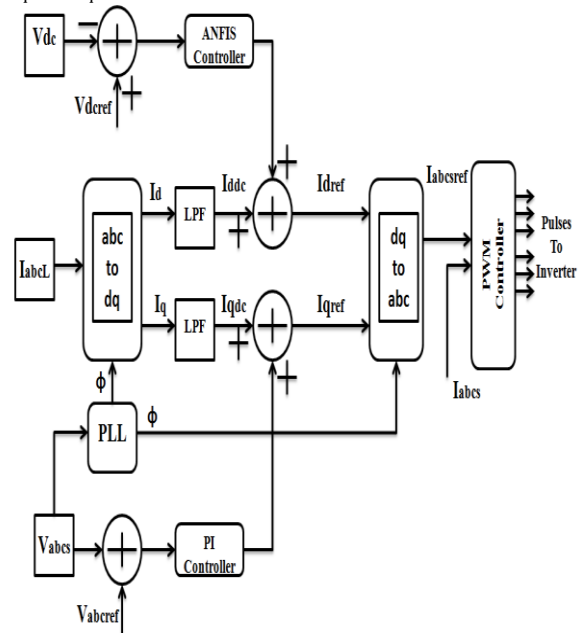 Vdc
ANFIS
Controller
Vdcref
Id
Iddc
Idref
Iabcsref
LPF
abc
to
dq
dq
to
abc
PWM
Controller
Pulses
To
Inverter
IabcL
Iq
Iqdc
Iqref
LPF
Iabcs
ϕ
ϕ
PLL
Vabcs
PI
Controller
Vabcref